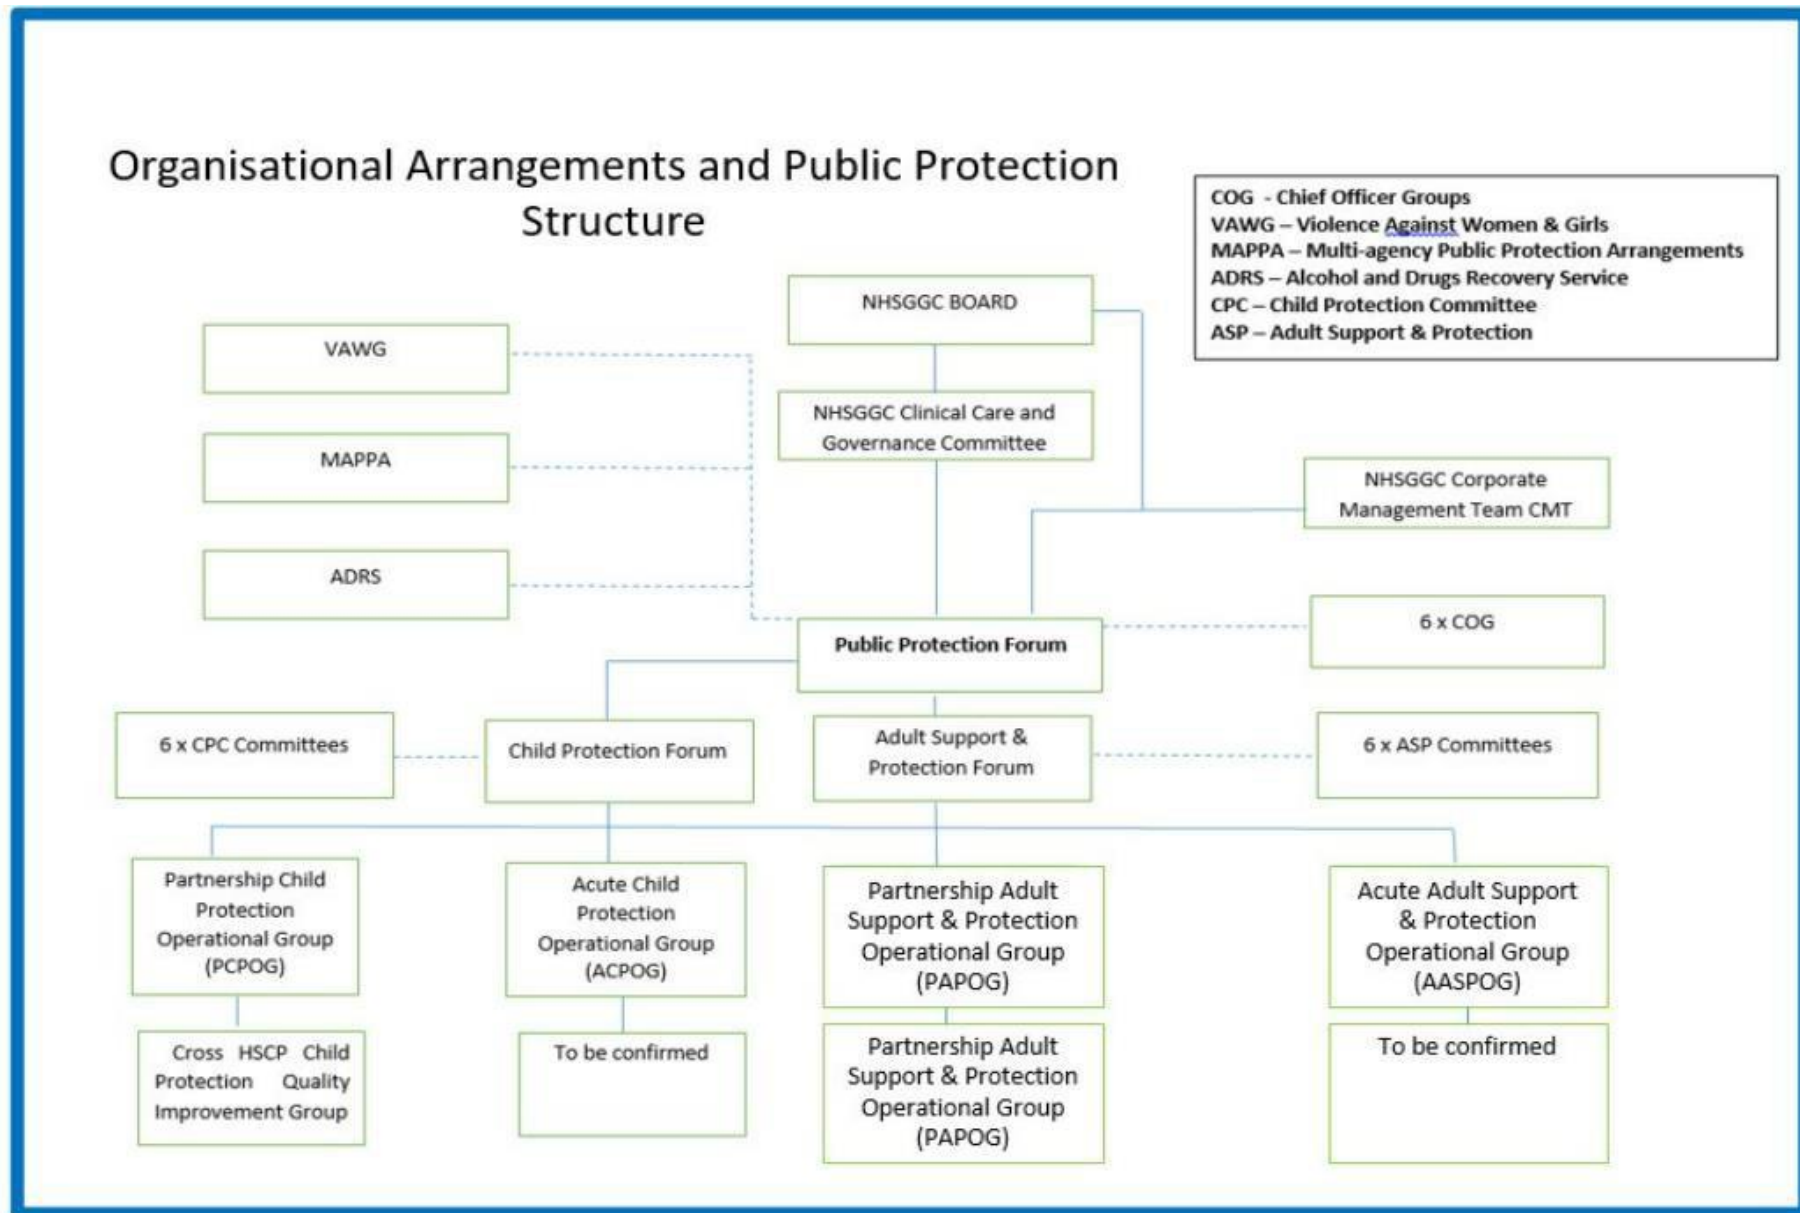 Organisational Arrangements and Public Protection
Structure
COG - Chief Officer Groups
VAWG – Violence Against Women & Girls
MAPPA – Multi-agency Public Protection Arrangements
ADRS – Alcohol and Drugs Recovery Service
CPC – Child Protection Committee
ASP – Adult Support & Protection
NHSGGC BOARD
VAWG
NHSGGC Clinical Care and
Governance Committee
MAPPA
NHSGGC Corporate
Management Team CMT
ADRS
6 x COG
Public Protection Forum
6 x CPC Committees
Child Protection Forum
Adult Support &
Protection Forum
6 x ASP Committees
Partnership Child
Protection
Operational Group
(PCPOG)
Acute Child
Protection
Operational Group
(ACPOG)
Partnership Adult
Support & Protection
Operational Group
(PAPOG)
Acute Adult Support
& Protection
Operational Group
(AASPOG)
Cross HSCP Child
Protection Quality
Improvement Group
To be confirmed
Partnership Adult
Support & Protection
Operational Group
(PAPOG)
To be confirmed